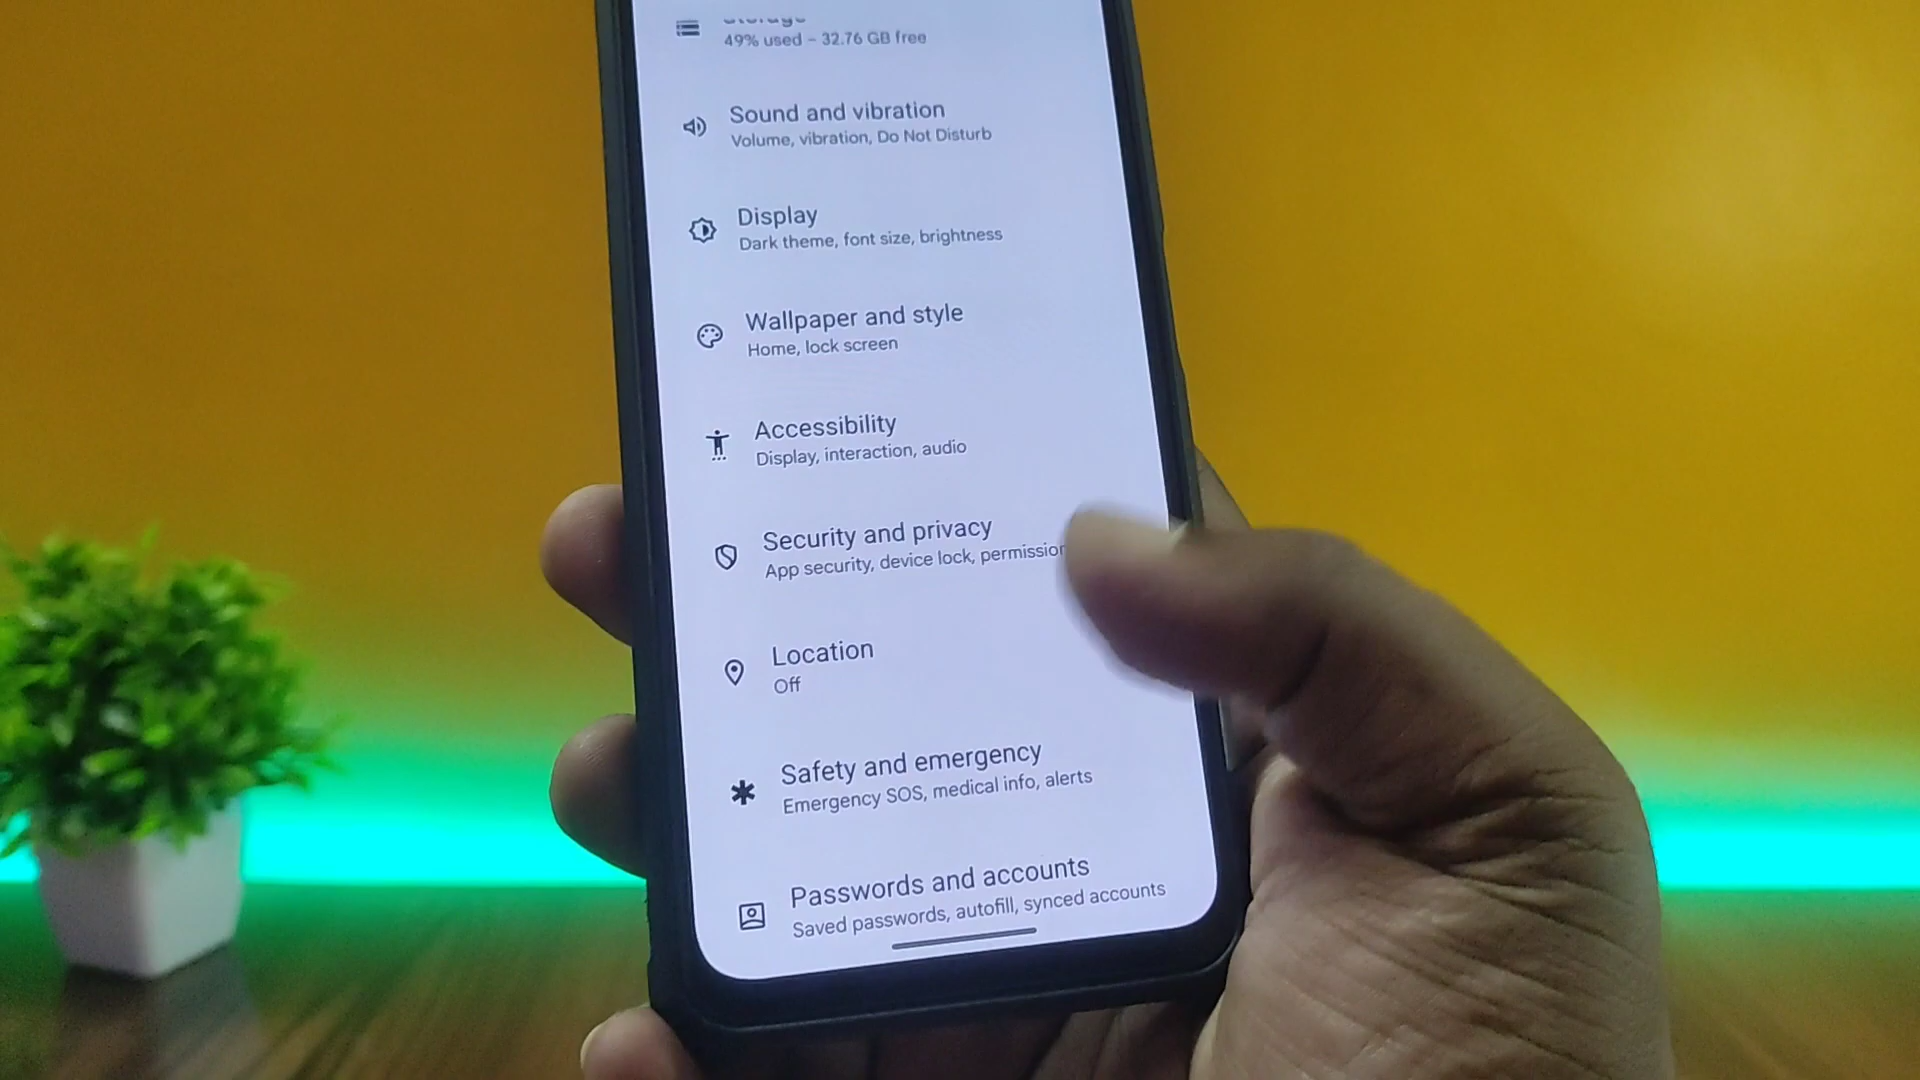 Storage
49% used – 32.76 GB free
Sound and vibration
Volume, vibration, Do Not Disturb
Display
Dark theme, font size, brightness
Wallpaper and style
Home, lock screen
Accessibility
Display, interaction, audio
Security and privacy
App security, device lock, permission
Location
Off
Safety and emergency
Emergency SOS, medical info, alerts
Passwords and accounts
Saved passwords, autofill, synced accounts